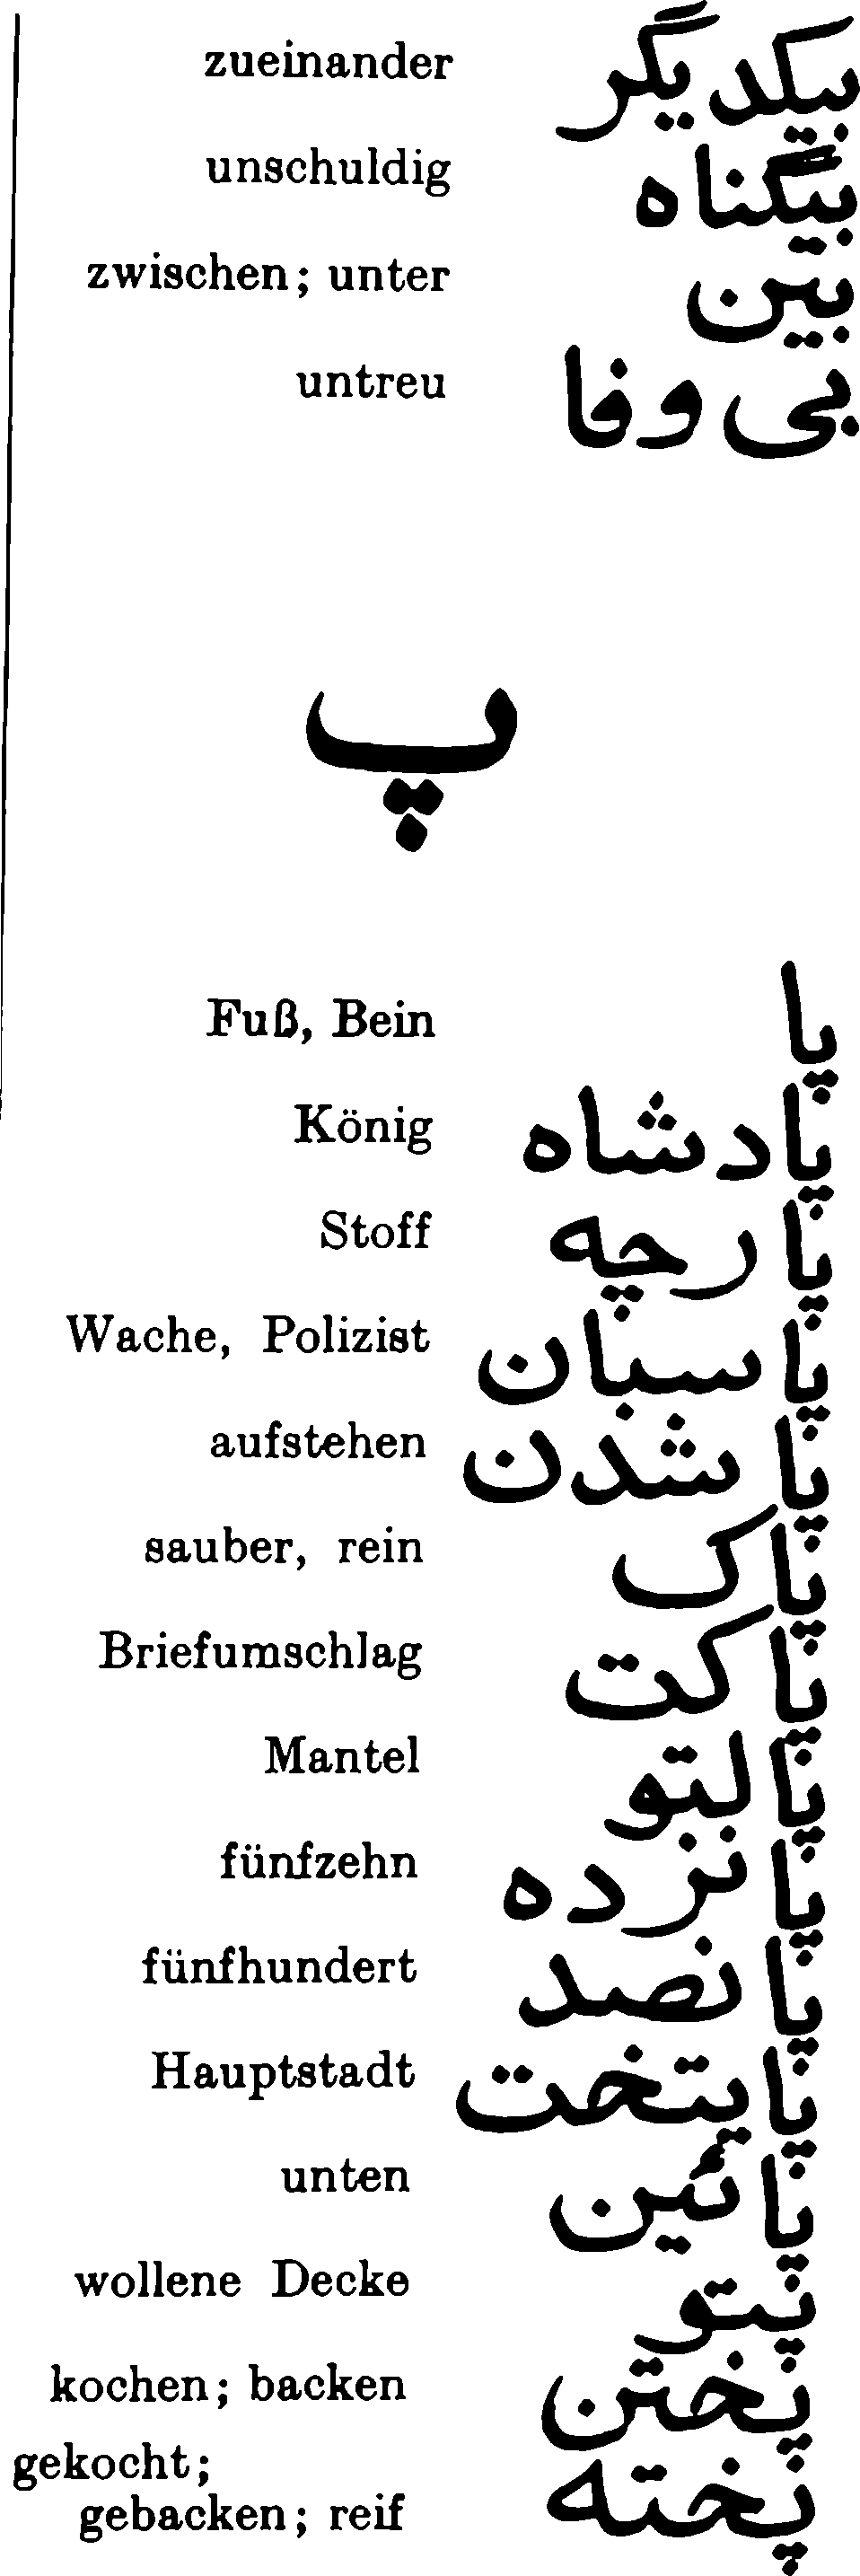 zueinander بیکدیگر
unschuldig بیگناه
zwischen; unter بین
untreu بی وفا
پ
Fuß, Bein پا
König پادشاه
Stoff پارچه
Wache, Polizist پاسبان
aufstehen پا شدن
sauber, rein پاک
Briefumschlag پاکت
Mantel پالتو
fünfzehn پانزده
fünfhundert پانصد
Hauptstadt پایتخت
unten پائین
wollene Decke پتو
kochen; backen پختن
gekocht;
gebacken; reif پخته